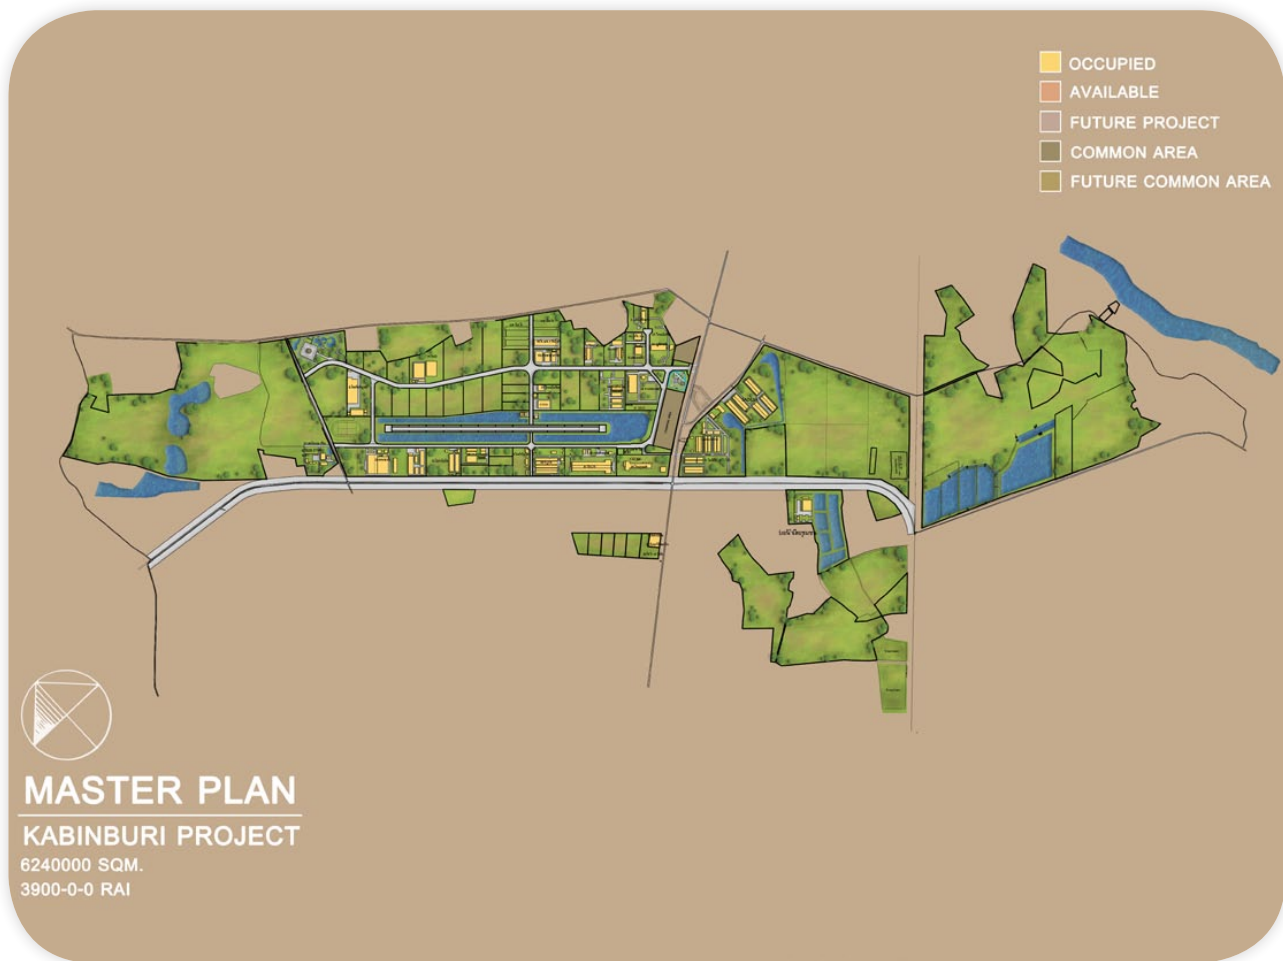 OCCUPIED
AVAILABLE
FUTURE PROJECT
COMMON AREA
FUTURE COMMON AREA
MASTER PLAN
KABINBURI PROJECT
6240000 SQM.
3900-0-0 RAI